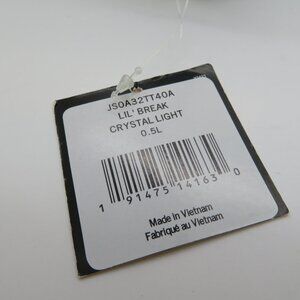 JS0A32TT40A
LIL' BREAK
CRYSTAL LIGHT
0.5L
1 91475 14163 0
Made in Vietnam
Fabriqué au Vietnam